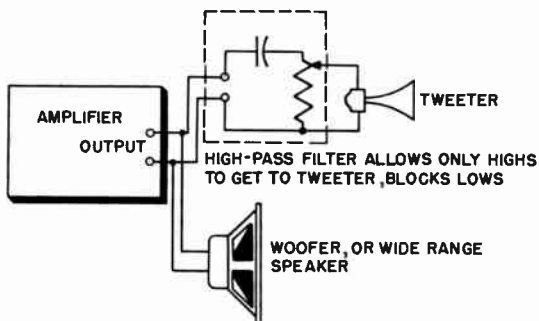 AMPLIFIER
OUTPUT
TWEETER
HIGH-PASS FILTER ALLOWS ONLY HIGHS
TO GET TO TWEETER, BLOCKS LOWS
WOOFER, OR WIDE RANGE
SPEAKER